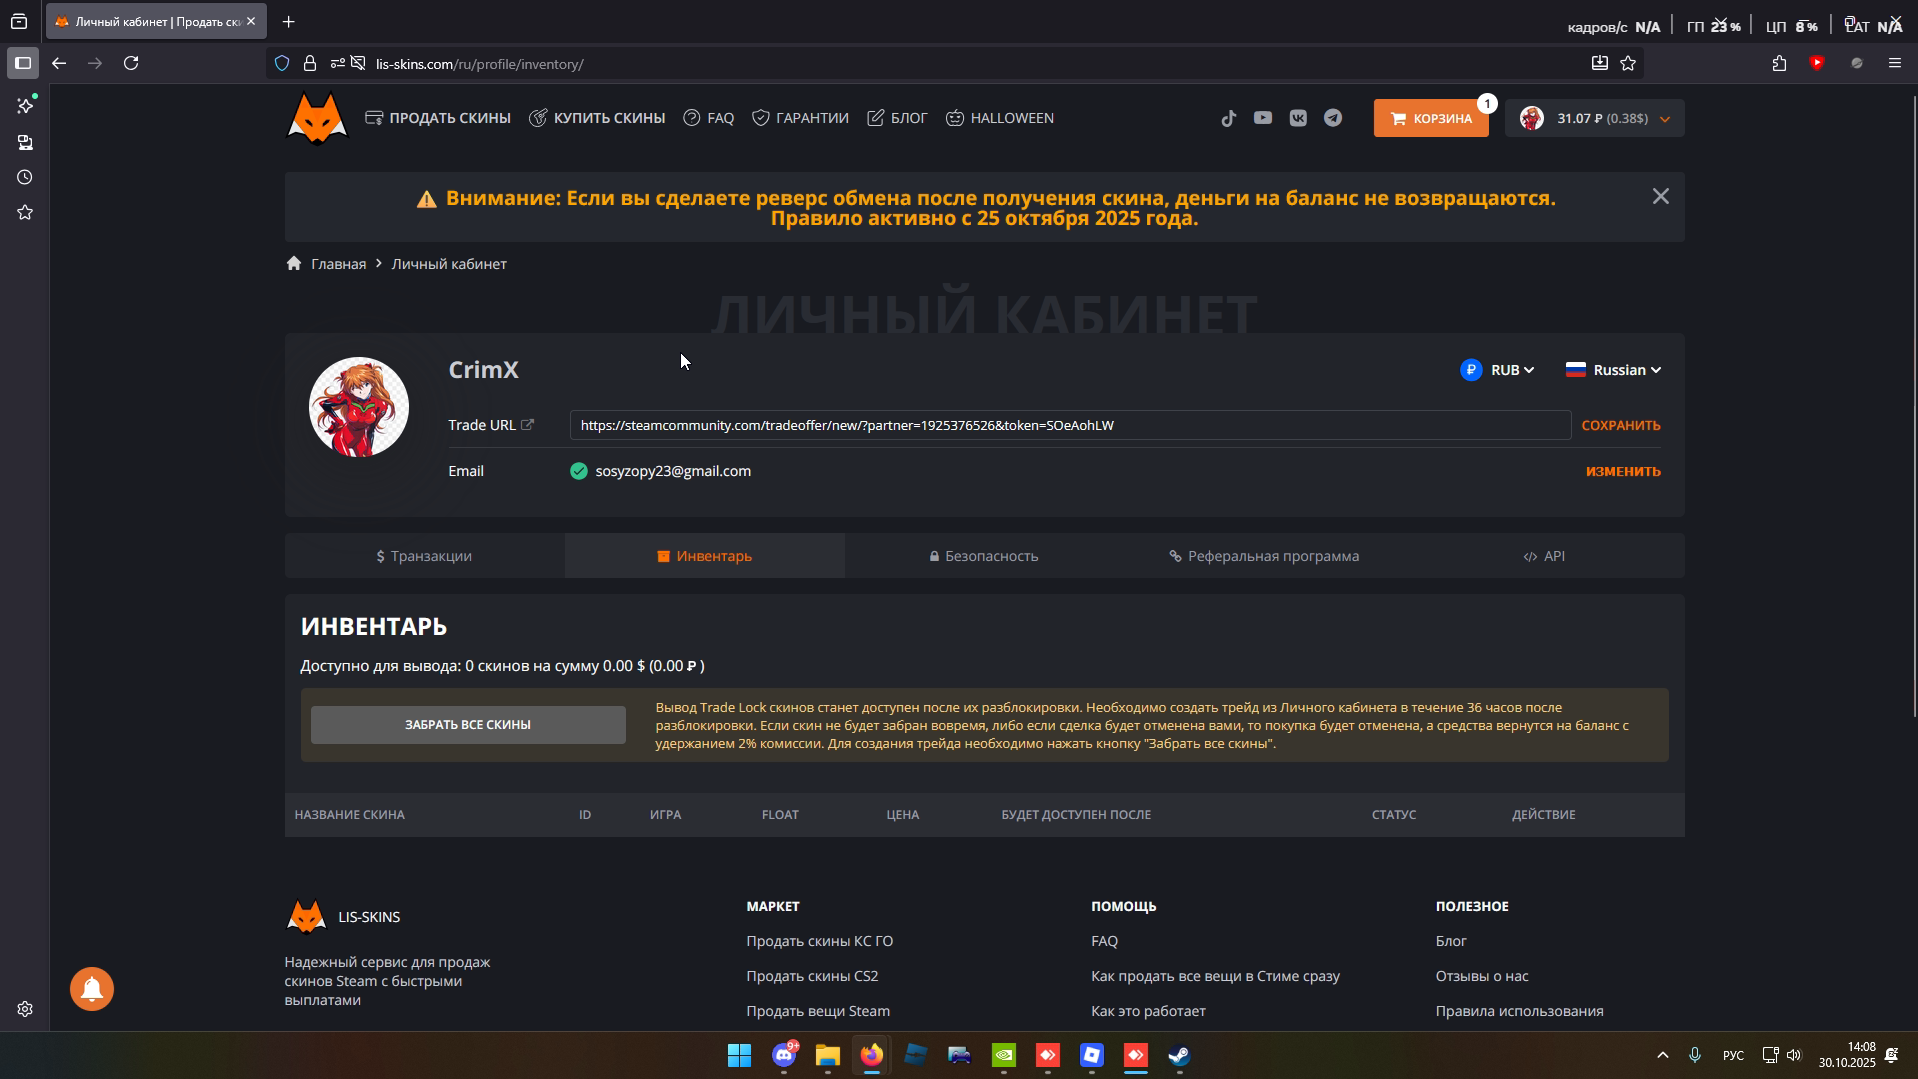 Личный кабинет | Продать ски
кадров/с N/A ГП 23 % ЦП 8 % LAT N/A
lis-skins.com/ru/profile/inventory/
ПРОДАТЬ СКИНЫ КУПИТЬ СКИНЫ FAQ ГАРАНТИИ БЛОГ HALLOWEEN КОРЗИНА 1 31.07 ₽ (0.38$)
Внимание: Если вы сделаете реверс обмена после получения скина, деньги на баланс не возвращаются.
Правило активно с 25 октября 2025 года.
Главная > Личный кабинет
ЛИЧНЫЙ КАБИНЕТ
CrimX
₽ RUB Russian
Trade URL https://steamcommunity.com/tradeoffer/new/?partner=1925376526&token=SOeAohLW СОХРАНИТЬ
Email sosyzopy23@gmail.com ИЗМЕНИТЬ
$ Транзакции Инвентарь Безопасность Реферальная программа </> API
ИНВЕНТАРЬ
Доступно для вывода: 0 скинов на сумму 0.00 $ (0.00 ₽ )
ЗАБРАТЬ ВСЕ СКИНЫ
Вывод Trade Lock скинов станет доступен после их разблокировки. Необходимо создать трейд из Личного кабинета в течение 36 часов после
разблокировки. Если скин не будет забран вовремя, либо если сделка будет отменена вами, то покупка будет отменена, а средства вернутся на баланс с
удержанием 2% комиссии. Для создания трейда необходимо нажать кнопку "Забрать все скины".
НАЗВАНИЕ СКИНА ID ИГРА FLOAT ЦЕНА БУДЕТ ДОСТУПЕН ПОСЛЕ СТАТУС ДЕЙСТВИЕ
LIS-SKINS
Надежный сервис для продаж
скинов Steam с быстрыми
выплатами
МАРКЕТ
Продать скины КС ГО
Продать скины CS2
Продать вещи Steam
ПОМОЩЬ
FAQ
Как продать все вещи в Стиме сразу
Как это работает
ПОЛЕЗНОЕ
Блог
Отзывы о нас
Правила использования
9+
РУС
14:08
30.10.2025